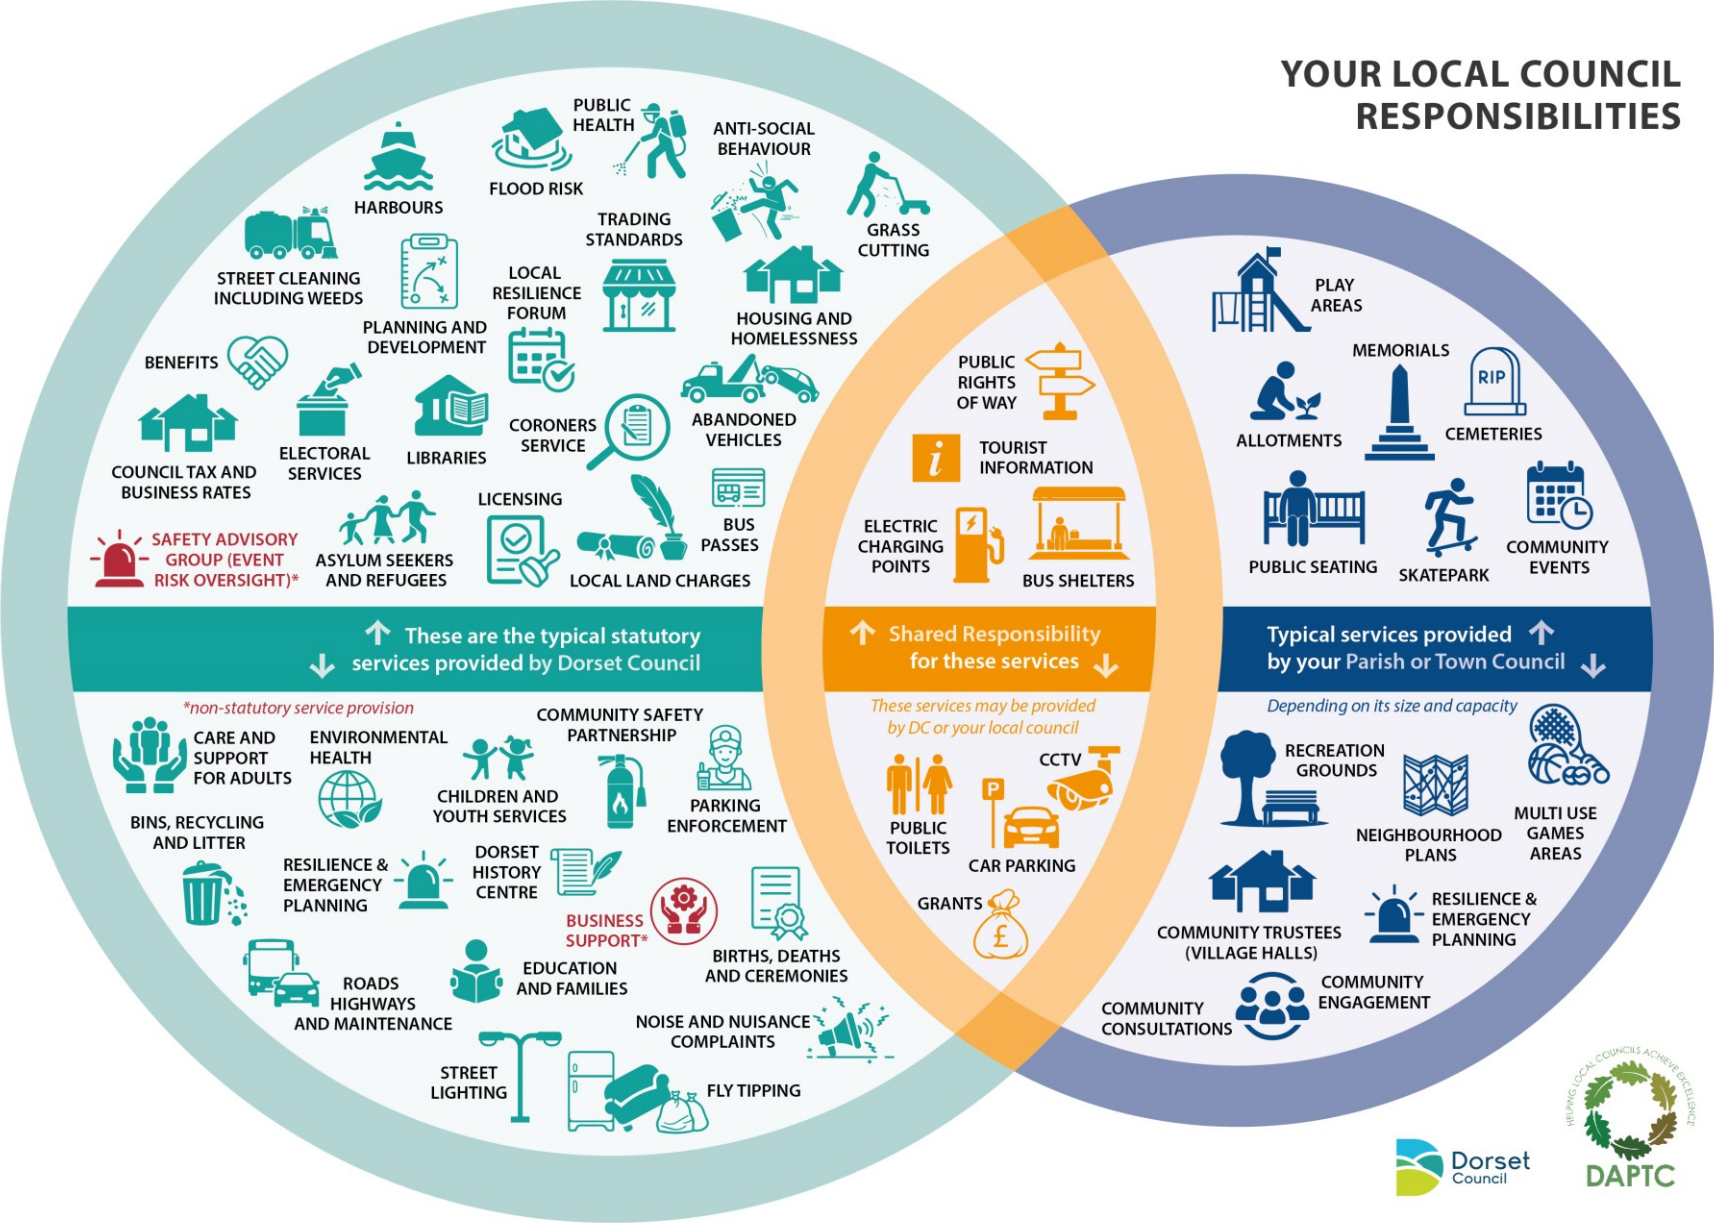 YOUR LOCAL COUNCIL
RESPONSIBILITIES
PUBLIC
HEALTH
ANTI-SOCIAL
BEHAVIOUR
FLOOD RISK
HARBOURS
GRASS
CUTTING
TRADING
STANDARDS
STREET CLEANING
INCLUDING WEEDS
LOCAL
RESILIENCE
FORUM
PLANNING AND
DEVELOPMENT
HOUSING AND
HOMELESSNESS
BENEFITS
ABANDONED
VEHICLES
CORONERS
SERVICE
ELECTORAL
SERVICES
LIBRARIES
COUNCIL TAX AND
BUSINESS RATES
LICENSING
BUS
PASSES
SAFETY ADVISORY
GROUP (EVENT
RISK OVERSIGHT)*
ASYLUM SEEKERS
AND REFUGEES
LOCAL LAND CHARGES
PUBLIC
RIGHTS
OF WAY
i
TOURIST
INFORMATION
ELECTRIC
CHARGING
POINTS
BUS SHELTERS
PLAY
AREAS
MEMORIALS
RIP
ALLOTMENTS
CEMETERIES
PUBLIC SEATING
SKATEPARK
COMMUNITY
EVENTS
These are the typical statutory
services provided by Dorset Council
Shared Responsibility
for these services
Typical services provided
by your Parish or Town Council
*non-statutory service provision
CARE AND
SUPPORT
FOR ADULTS
ENVIRONMENTAL
HEALTH
COMMUNITY SAFETY
PARTNERSHIP
CHILDREN AND
YOUTH SERVICES
PARKING
ENFORCEMENT
BINS, RECYCLING
AND LITTER
RESILIENCE &
EMERGENCY
PLANNING
DORSET
HISTORY
CENTRE
BUSINESS
SUPPORT*
BIRTHS, DEATHS
AND CEREMONIES
ROADS
HIGHWAYS
AND MAINTENANCE
EDUCATION
AND FAMILIES
NOISE AND NUISANCE
COMPLAINTS
STREET
LIGHTING
FLY TIPPING
These services may be provided
by DC or your local council
CCTV
PUBLIC
TOILETS
P
CAR PARKING
GRANTS
£
Depending on its size and capacity
RECREATION
GROUNDS
NEIGHBOURHOOD
PLANS
MULTI USE
GAMES
AREAS
COMMUNITY TRUSTEES
(VILLAGE HALLS)
RESILIENCE &
EMERGENCY
PLANNING
COMMUNITY
ENGAGEMENT
COMMUNITY
CONSULTATIONS
Dorset
Council
HELPING LOCAL COUNCILS ACHIEVE EXCELLENCE
DAPTC